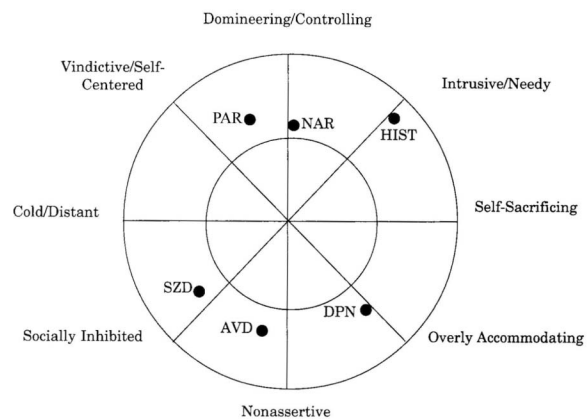 Domineering/Controlling
Vindictive/Self-
Centered
Intrusive/Needy
PAR
NAR
HIST
Cold/Distant
Self-Sacrificing
SZD
DPN
AVD
Socially Inhibited
Overly Accommodating
Nonassertive